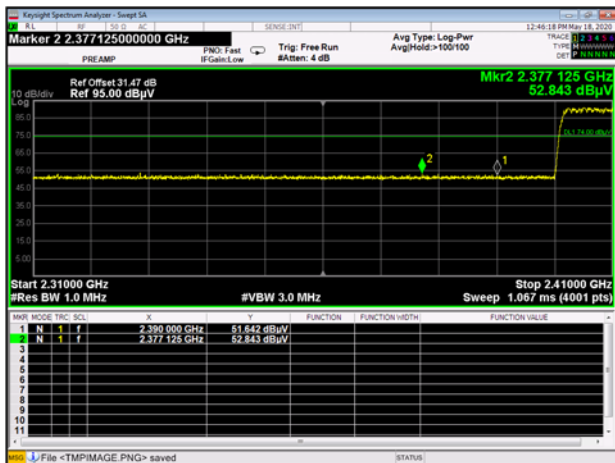 Keysight Spectrum Analyzer - Swept SA
RL RF 50 Ω AC SENSE:INT 12:46:18 PM May 18, 2020
Marker 2 2.377125000000 GHz
PREAMP
PNO: Fast
IFGain:Low
Trig: Free Run
#Atten: 4 dB
Avg Type: Log-Pwr
Avg|Hold:>100/100
TRACE 1 2 3 4 5 6
TYPE M WWWWW
DET P N N N N N
Mkr2 2.377 125 GHz
52.843 dBµV
Ref Offset 31.47 dB
10 dB/div Ref 95.00 dBµV
Log
85.0
75.0
DL1 74.00 dBµV
65.0
2
1
55.0
45.0
35.0
25.0
15.0
5.00
Start 2.31000 GHz Stop 2.41000 GHz
#Res BW 1.0 MHz #VBW 3.0 MHz Sweep 1.067 ms (4001 pts)
MKR MODE TRC SCL X Y FUNCTION FUNCTION WIDTH FUNCTION VALUE
1 N 1 f 2.390 000 GHz 51.642 dBµV
2 N 1 f 2.377 125 GHz 52.843 dBµV
3
4
5
6
7
8
9
10
11
MSG File <TMPIMAGE.PNG> saved STATUS